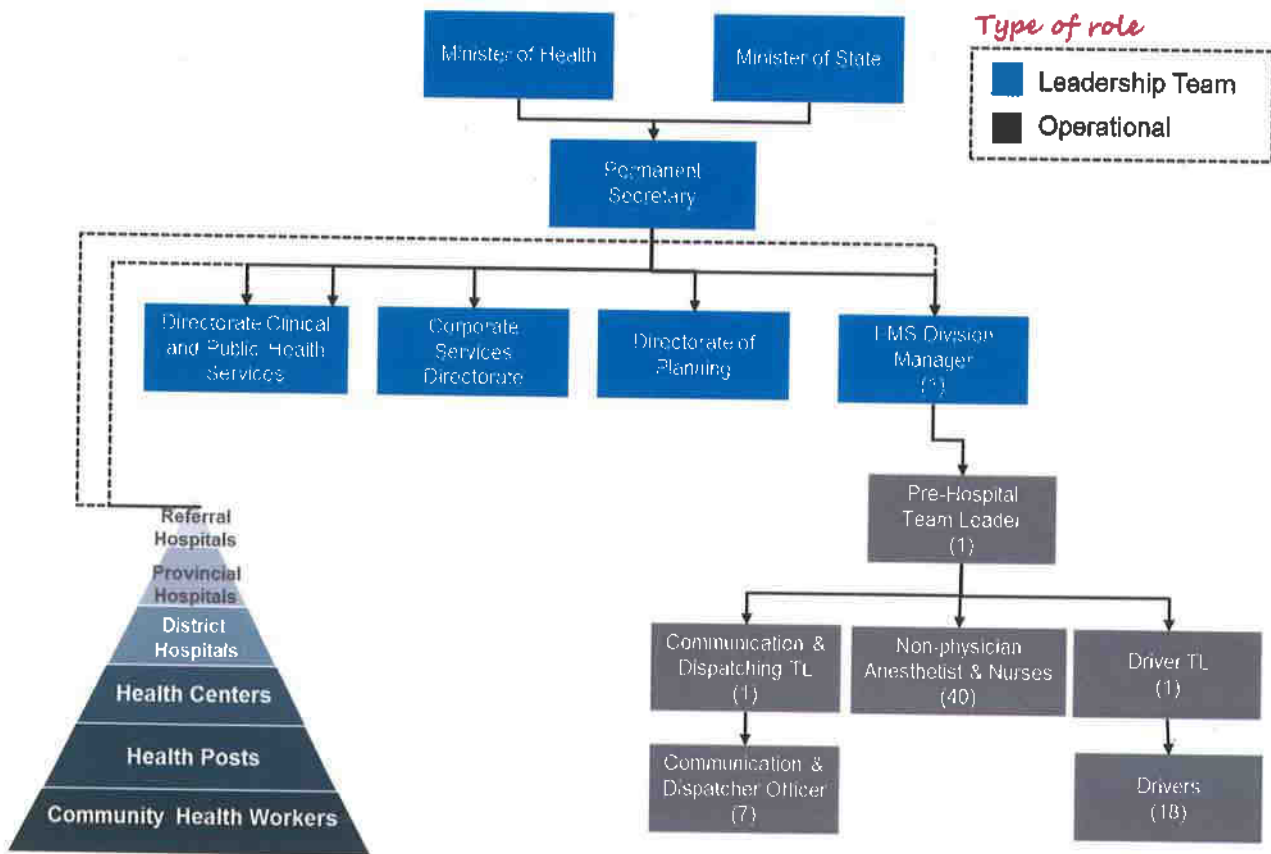 Type of role
Leadership Team
Operational
Minister of Health
Minister of State
Permanent
Secretary
Directorate Clinical
and Public Health
Services
Corporate
Services
Directorate
Directorate of
Planning
EMS Division
Manager
(1)
Pre-Hospital
Team Leader
(1)
Communication &
Dispatching TL
(1)
Non-physician
Anesthetist & Nurses
(40)
Driver TL
(1)
Communication &
Dispatcher Officer
(7)
Drivers
(18)
Referral
Hospitals
Provincial
Hospitals
District
Hospitals
Health Centers
Health Posts
Community Health Workers